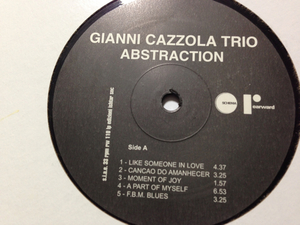 GIANNI CAZZOLA TRIO
ABSTRACTION
Side A
1 - LIKE SOMEONE IN LOVE 4.37
2 - CANCAO DO AMANHECER 3.25
3 - MOMENT OF JOY 1.57
4 - A PART OF MYSELF 6.53
5 - F.B.M. BLUES 3.25
r
rearward